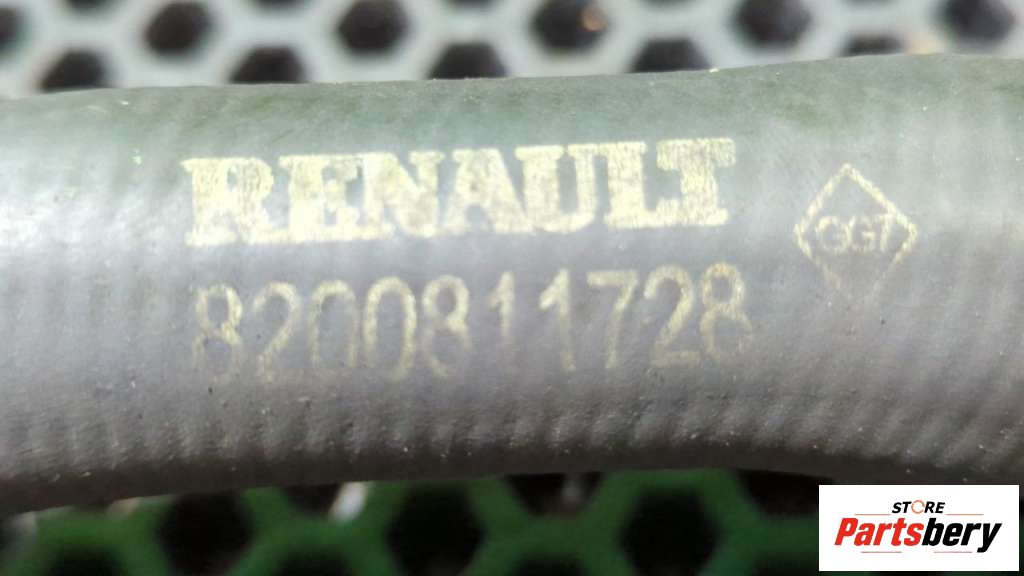 RENAULT
GGT
8200811728
STORE
Partsbery